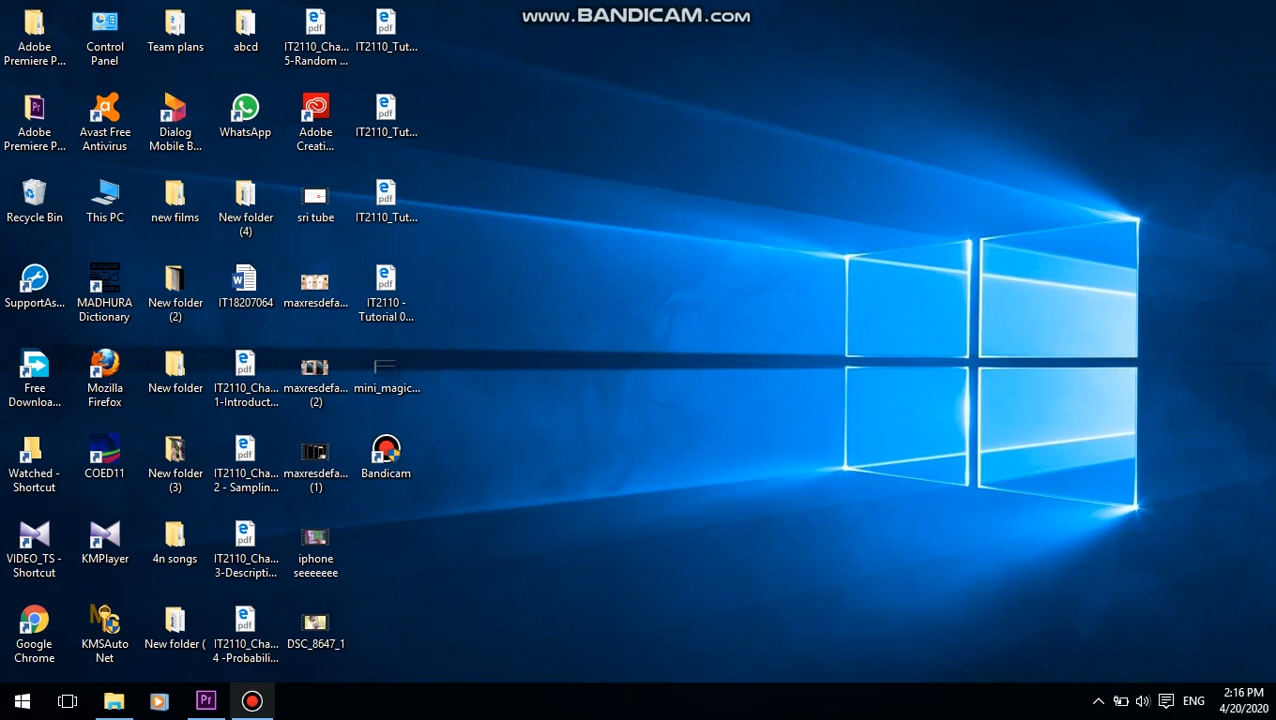 www.BANDICAM.com
Adobe
Premiere P...
Control
Panel
Team plans
abcd
IT2110_Cha...
5-Random ...
IT2110_Tut...
Adobe
Premiere P...
Avast Free
Antivirus
Dialog
Mobile B...
WhatsApp
Adobe
Creati...
IT2110_Tut...
Recycle Bin
This PC
new films
New folder
(4)
sri tube
IT2110_Tut...
SupportAs...
MADHURA
Dictionary
New folder
(2)
IT18207064
maxresdefa...
IT2110 -
Tutorial 0...
Free
Downloa...
Mozilla
Firefox
New folder
IT2110_Cha...
1-Introduct...
maxresdefa...
(2)
mini_magic...
Watched -
Shortcut
COED11
New folder
(3)
IT2110_Cha...
2 - Samplin...
maxresdefa...
(1)
Bandicam
VIDEO_TS -
Shortcut
KMPlayer
4n songs
IT2110_Cha...
3-Descripti...
iphone
seeeeeee
Google
Chrome
KMSAuto
Net
New folder (
IT2110_Cha...
4 -Probabili...
DSC_8647_1
Pr
ENG
2:16 PM
4/20/2020